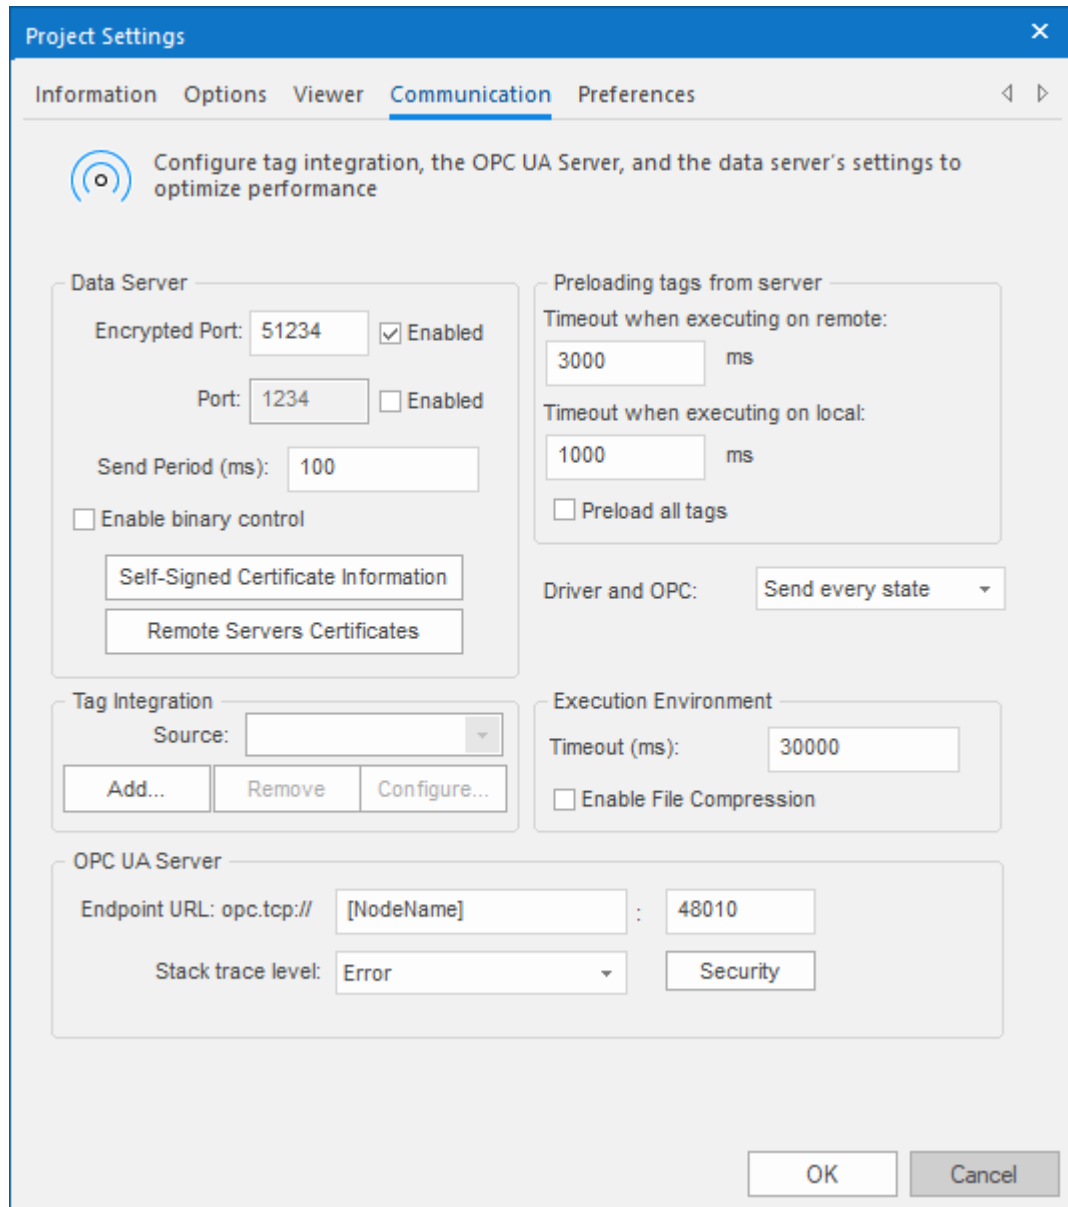 Project Settings
Information Options Viewer Communication Preferences
Configure tag integration, the OPC UA Server, and the data server's settings to
optimize performance
Data Server
Encrypted Port: 51234 Enabled
Port: 1234 Enabled
Send Period (ms): 100
Enable binary control
Self-Signed Certificate Information
Remote Servers Certificates
Preloading tags from server
Timeout when executing on remote:
3000 ms
Timeout when executing on local:
1000 ms
Preload all tags
Driver and OPC: Send every state
Tag Integration
Source:
Add... Remove Configure...
Execution Environment
Timeout (ms): 30000
Enable File Compression
OPC UA Server
Endpoint URL: opc.tcp:// [NodeName] : 48010
Stack trace level: Error Security
OK Cancel